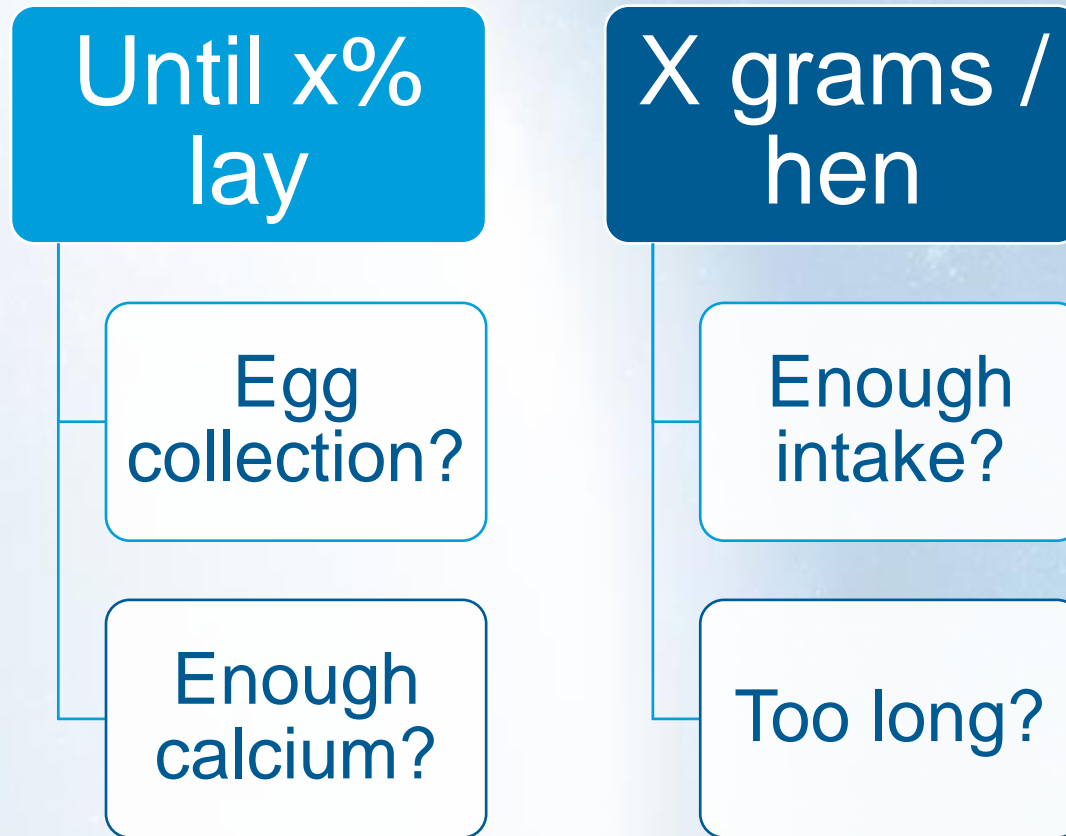 Until x%
lay
Egg
collection?
Enough
calcium?
X grams /
hen
Enough
intake?
Too long?